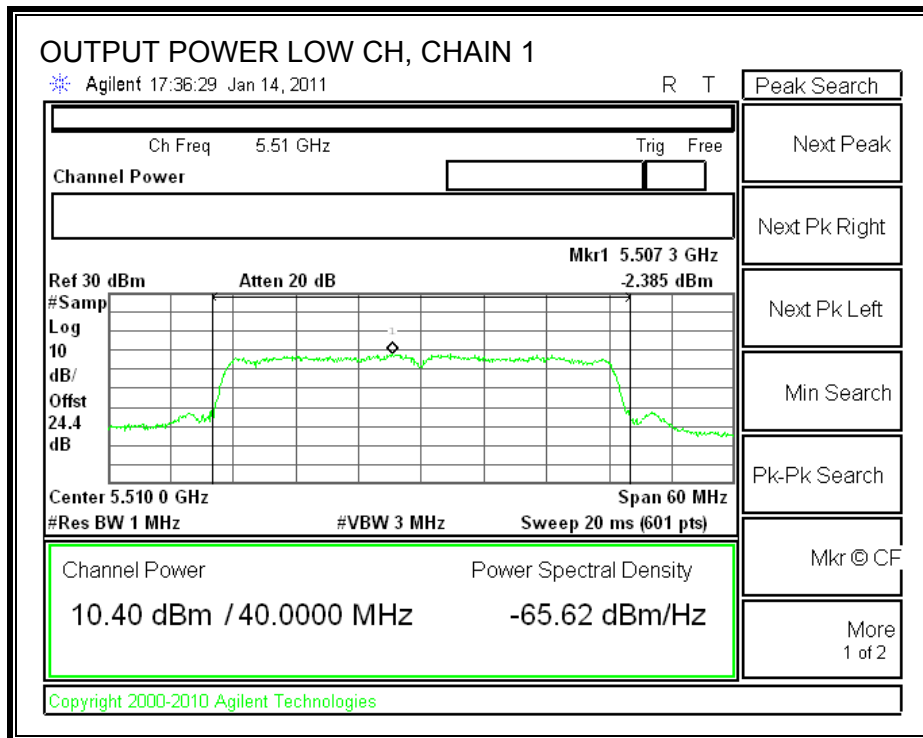 OUTPUT POWER LOW CH, CHAIN 1
Agilent 17:36:29 Jan 14, 2011 R T
Peak Search
Ch Freq 5.51 GHz Trig Free
Channel Power
Mkr1 5.507 3 GHz
Ref 30 dBm Atten 20 dB -2.385 dBm
#Samp
Log
10
dB/
Offst
24.4
dB
1
Center 5.510 0 GHz Span 60 MHz
#Res BW 1 MHz #VBW 3 MHz Sweep 20 ms (601 pts)
Channel Power Power Spectral Density
10.40 dBm / 40.0000 MHz -65.62 dBm/Hz
Copyright 2000-2010 Agilent Technologies
Next Peak
Next Pk Right
Next Pk Left
Min Search
Pk-Pk Search
Mkr © CF
More
1 of 2